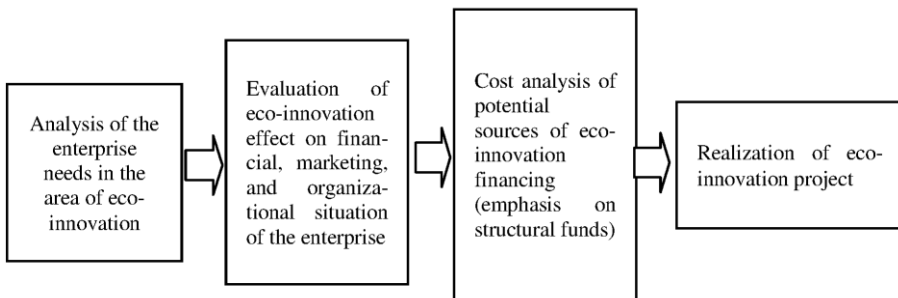 Analysis of the
enterprise
needs in the
area of eco-
innovation
Evaluation of
eco-innovation
effect on finan-
cial, marketing,
and organiza-
tional situation
of the enterprise
Cost analysis of
potential
sources of eco-
innovation
financing
(emphasis on
structural funds)
Realization of eco-
innovation project